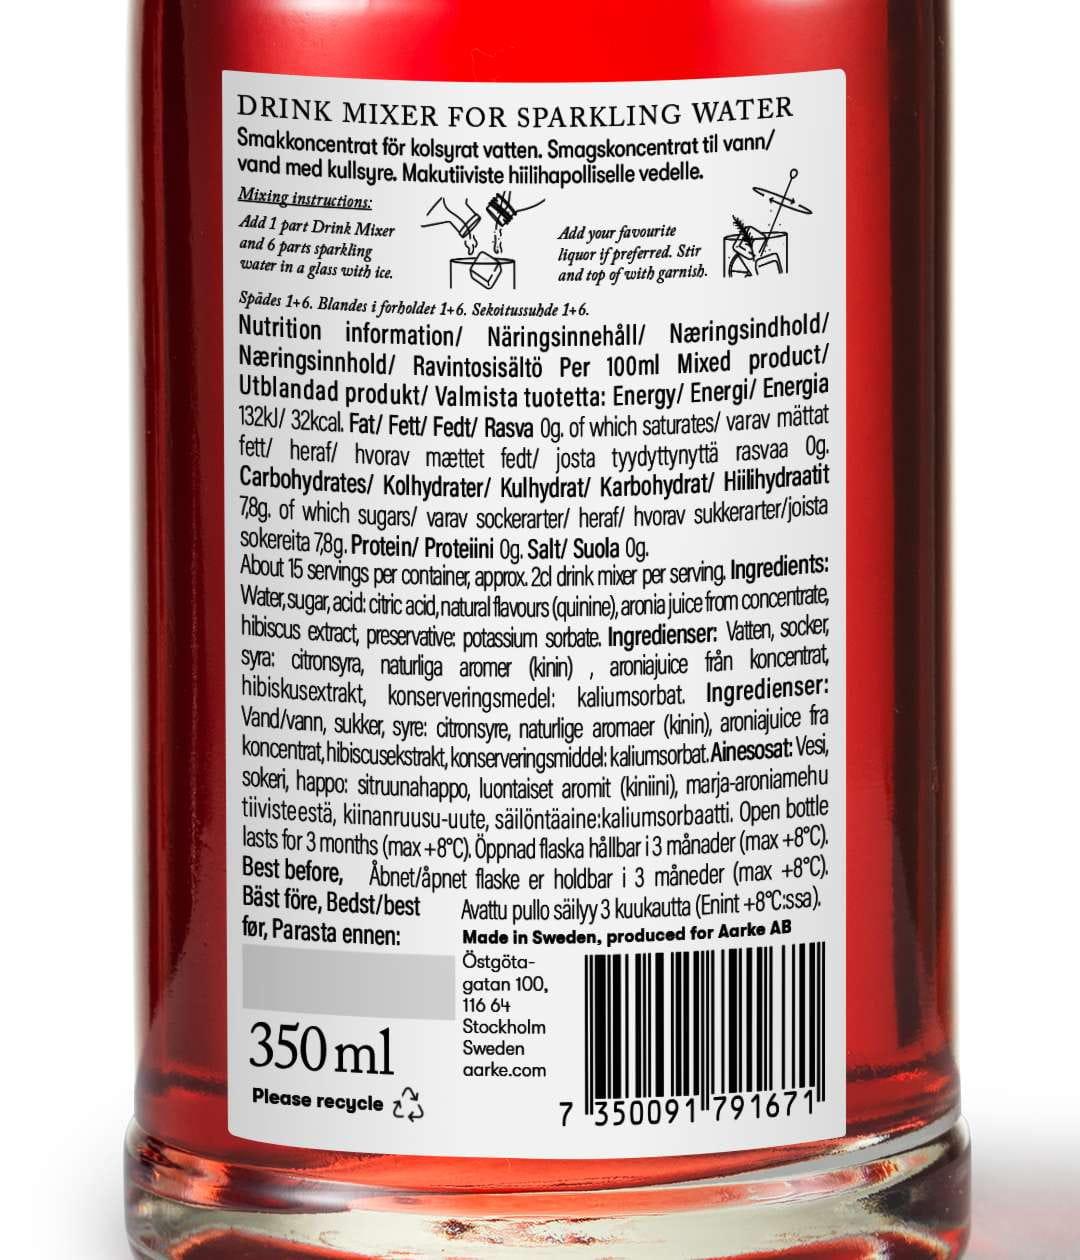 DRINK MIXER FOR SPARKLING WATER
Smakkoncentrat för kolsyrat vatten. Smagskoncentrat til vann/
vand med kullsyre. Makutiiviste hiilihapolliselle vedelle.
Mixing instructions:
Add 1 part Drink Mixer
and 6 parts sparkling
water in a glass with ice.
Add your favourite
liquor if preferred. Stir
and top of with garnish.
Spädes 1+6. Blandes i forholdet 1+6. Sekoitussuhde 1+6.
Nutrition information/ Näringsinnehåll/ Næringsindhold/
Næringsinnhold/ Ravintosisältö Per 100ml Mixed product/
Utblandad produkt/ Valmista tuotetta: Energy/ Energi/ Energia
132kJ/ 32kcal. Fat/ Fett/ Fedt/ Rasva 0g. of which saturates/ varav mättat
fett/ heraf/ hvorav mættet fedt/ josta tyydyttynyttä rasvaa 0g.
Carbohydrates/ Kolhydrater/ Kulhydrat/ Karbohydrat/ Hiilihydraatit
7,8g. of which sugars/ varav sockerarter/ heraf/ hvorav sukkerarter/joista
sokereita 7,8g. Protein/ Proteiini 0g. Salt/ Suola 0g.
About 15 servings per container, approx. 2cl drink mixer per serving. Ingredients:
Water, sugar, acid: citric acid, natural flavours (quinine), aronia juice from concentrate,
hibiscus extract, preservative: potassium sorbate. Ingredienser: Vatten, socker,
syra: citronsyra, naturliga aromer (kinin) , aroniajuice från koncentrat,
hibiskusextrakt, konserveringsmedel: kaliumsorbat. Ingredienser:
Vand/vann, sukker, syre: citronsyre, naturlige aromaer (kinin), aroniajuice fra
koncentrat, hibiscusekstrakt, konserveringsmiddel: kaliumsorbat. Ainesosat: Vesi,
sokeri, happo: sitruunahappo, luontaiset aromit (kiniini), marja-aroniamehu
tiivisteestä, kiinanruusu-uute, säilöntäaine:kaliumsorbaatti. Open bottle
lasts for 3 months (max +8°C). Öppnad flaska hållbar i 3 månader (max +8°C).
Åbnet/åpnet flaske er holdbar i 3 måneder (max +8°C).
Avattu pullo säilyy 3 kuukautta (Enint +8°C:ssa).
Best before,
Bäst före, Bedst/best
før, Parasta ennen:
350 ml
Please recycle
Made in Sweden, produced for Aarke AB
Östgöta-
gatan 100,
116 64
Stockholm
Sweden
aarke.com
7 350091 791671